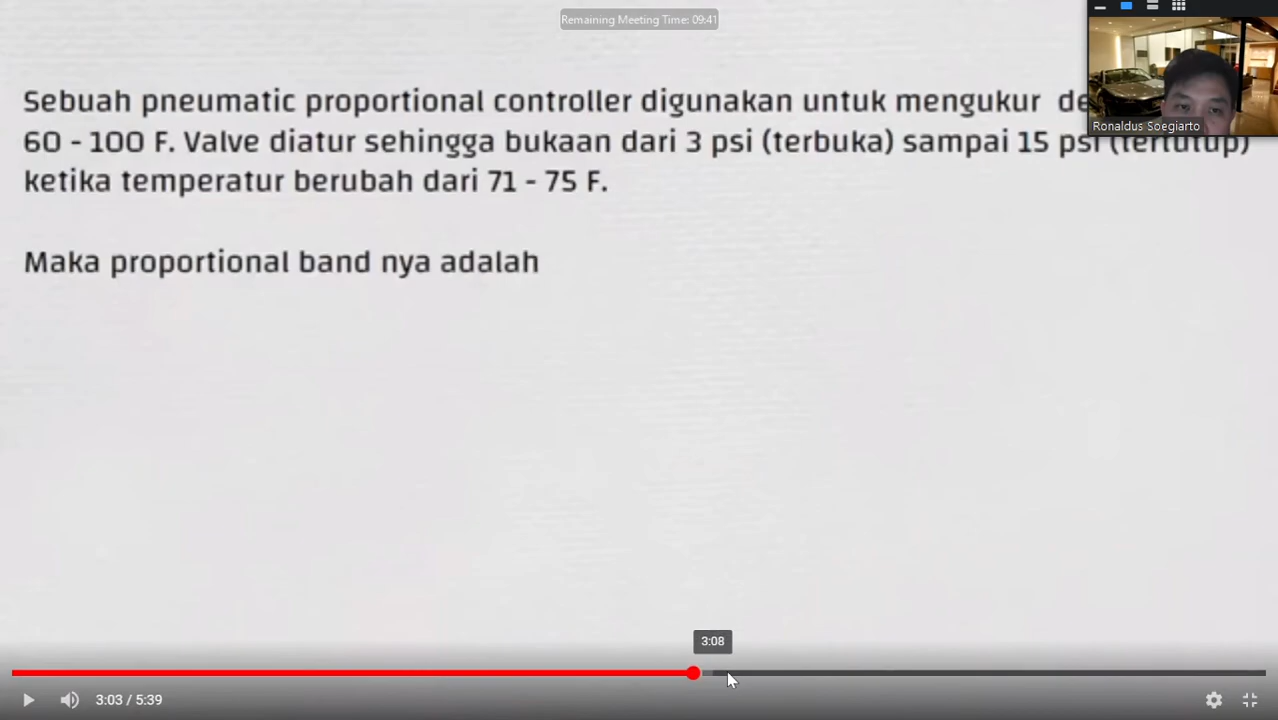 Remaining Meeting Time: 09:41
Sebuah pneumatic proportional controller digunakan untuk mengukur de
Ronaldus Soegiarto
60 - 100 F. Valve diatur sehingga bukaan dari 3 psi (terbuka) sampai 15 psi (tertutup)
ketika temperatur berubah dari 71 - 75 F.
Maka proportional band nya adalah
3:08
3:03 / 5:39